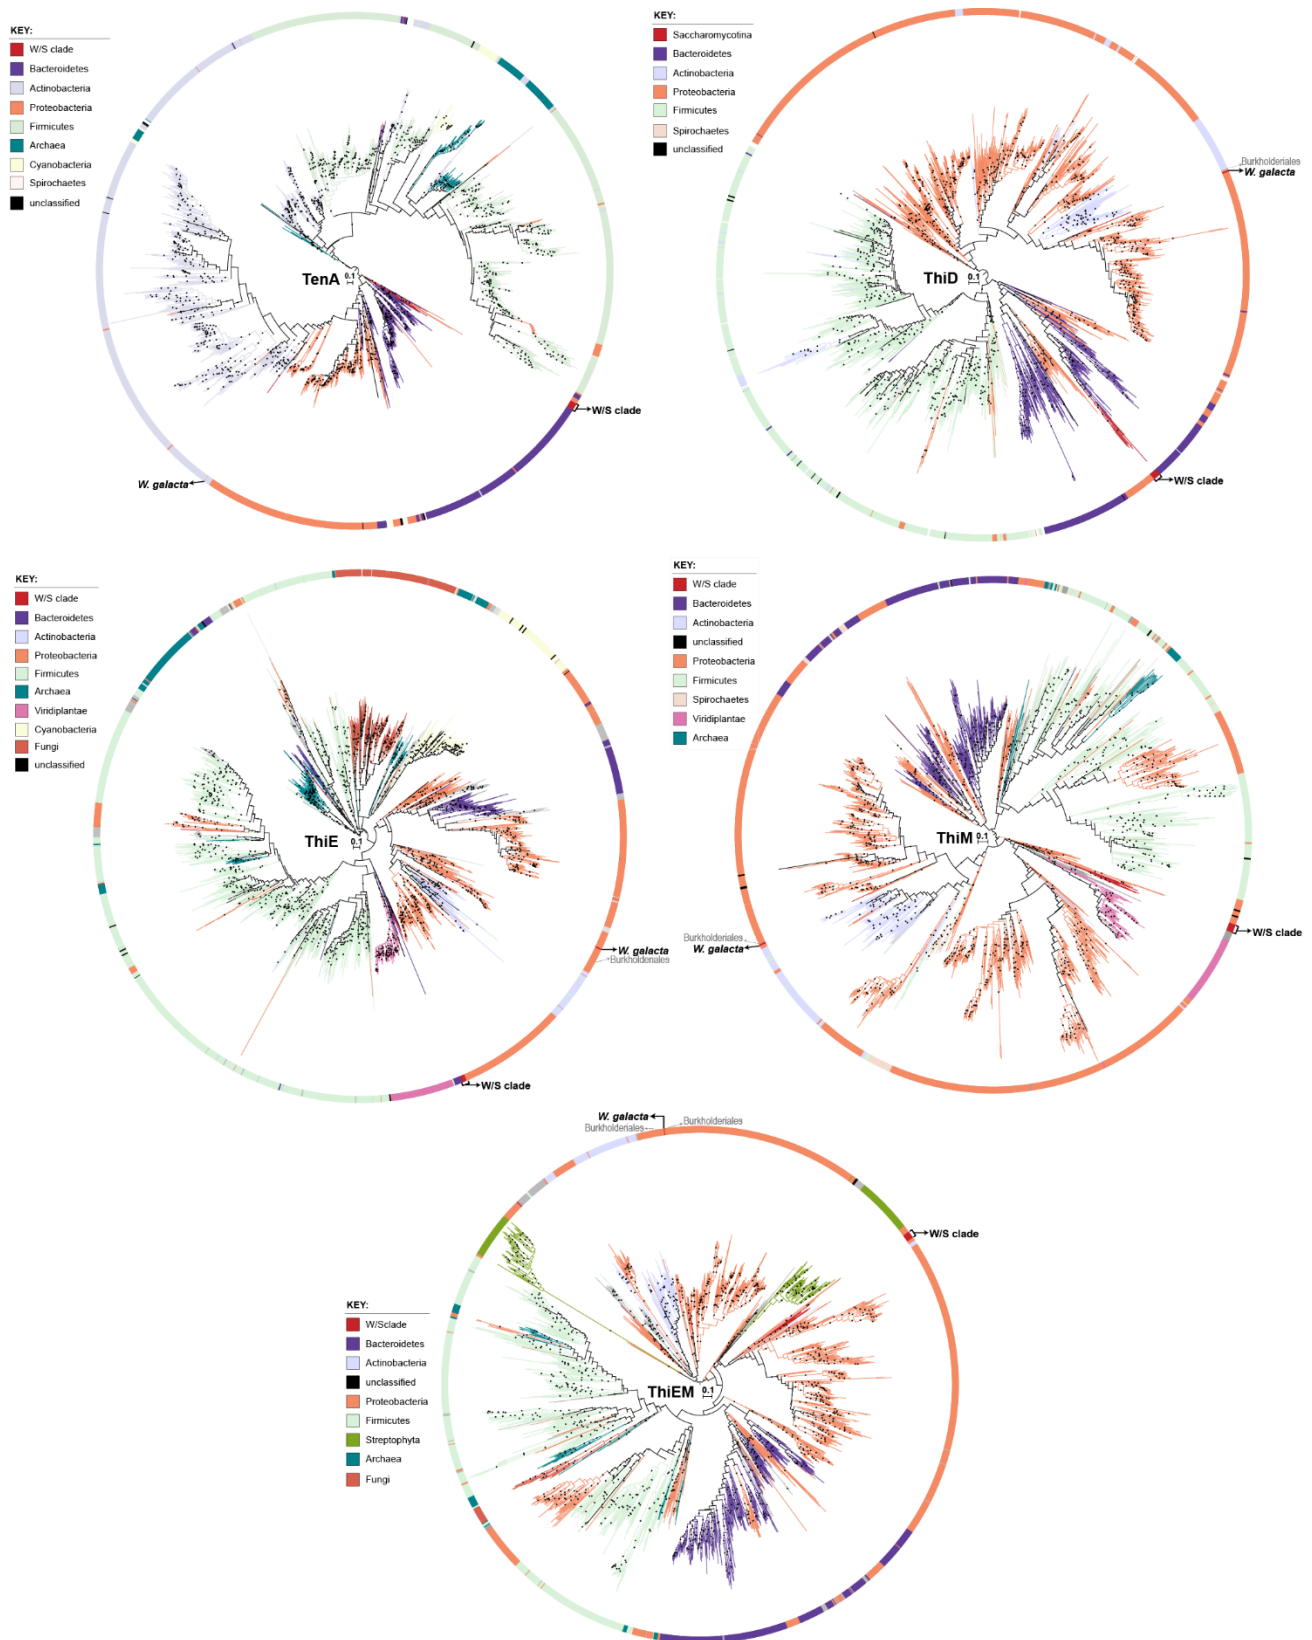 KEY:
W/S clade
Bacteroidetes
Actinobacteria
Proteobacteria
Firmicutes
Archaea
Cyanobacteria
Spirochaetes
unclassified
TenA
0.1
W/S clade
W. galacta
KEY:
Saccharomycotina
Bacteroidetes
Actinobacteria
Proteobacteria
Firmicutes
Spirochaetes
unclassified
Burkholderiales
W. galacta
ThiD
0.1
W/S clade
KEY:
W/S clade
Bacteroidetes
Actinobacteria
Proteobacteria
Firmicutes
Archaea
Viridiplantae
Cyanobacteria
Fungi
unclassified
ThiE
0.1
W. galacta
Burkholderiales
W/S clade
KEY:
W/S clade
Bacteroidetes
Actinobacteria
unclassified
Proteobacteria
Firmicutes
Spirochaetes
Viridiplantae
Archaea
ThiM
0.1
W/S clade
Burkholderiales
W. galacta
W. galacta
Burkholderiales
Burkholderiales
W/S clade
KEY:
W/Sclade
Bacteroidetes
Actinobacteria
unclassified
Proteobacteria
Firmicutes
Streptophyta
Archaea
Fungi
ThiEM
0.1